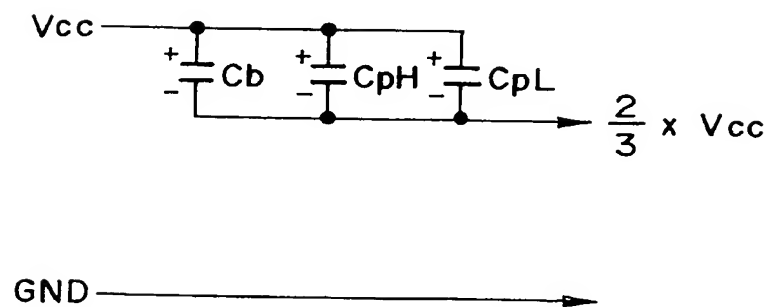 Vcc
+ Cb + CpH + CpL
− − −
2/3 x Vcc
GND